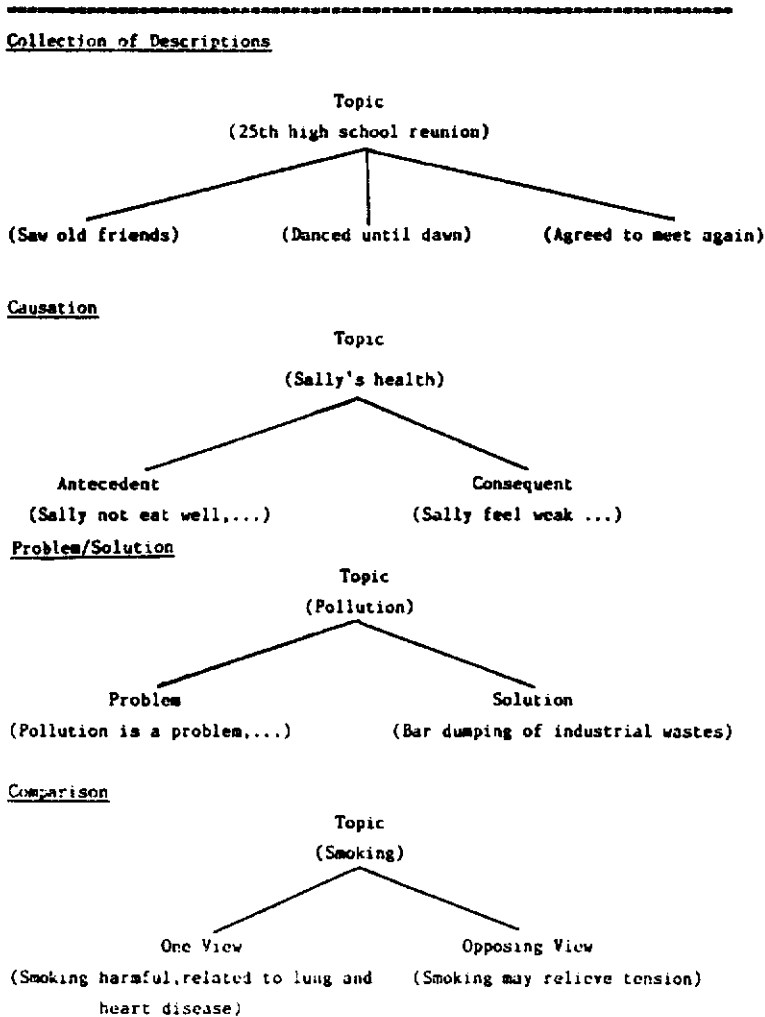 Collection of Descriptions
Topic
(25th high school reunion)
(Saw old friends) (Danced until dawn) (Agreed to meet again)
Causation
Topic
(Sally's health)
Antecedent Consequent
(Sally not eat well,...) (Sally feel weak ...)
Problem/Solution
Topic
(Pollution)
Problem Solution
(Pollution is a problem,...) (Bar dumping of industrial wastes)
Comparison
Topic
(Smoking)
One View Opposing View
(Smoking harmful,related to lung and (Smoking may relieve tension)
heart disease)